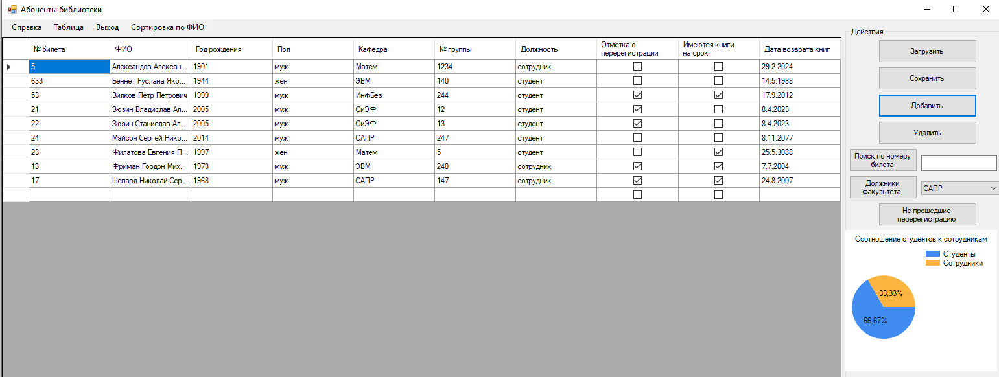 Абоненты библиотеки
Справка Таблица Выход Сортировка по ФИО
№ билета ФИО Год рождения Пол Кафедра № группы Должность Отметка о перерегистрации Имеются книги на срок Дата возврата книг
5 Александов Алексан... 1901 муж Матем 1234 сотрудник 29.2.2024
633 Беннет Руслана Яко... 1944 жен ЭВМ 140 студент 14.5.1988
53 Зилков Пётр Петрович 1999 муж ИнфБез 244 студент 17.9.2012
21 Зюзин Владислав Ал... 2005 муж ОиЭФ 12 студент 8.4.2023
22 Зюзин Станислав Ал... 2005 муж ОиЭФ 13 студент 8.4.2023
24 Мэйсон Сергей Нико... 2014 муж САПР 247 студент 8.11.2077
23 Филатова Евгения П... 1997 жен Матем 5 студент 25.5.3088
13 Фриман Гордон Мих... 1973 муж ЭВМ 240 сотрудник 7.7.2004
17 Шепард Николай Сер... 1968 муж САПР 147 сотрудник 24.8.2007
Действия
Загрузить
Сохранить
Добавить
Удалить
Поиск по номеру
билета
Должники
факультета;
САПР
Не прошедшие
перерегистрацию
Соотношение студентов к сотрудникам
Студенты
Сотрудники
33,33%
66,67%